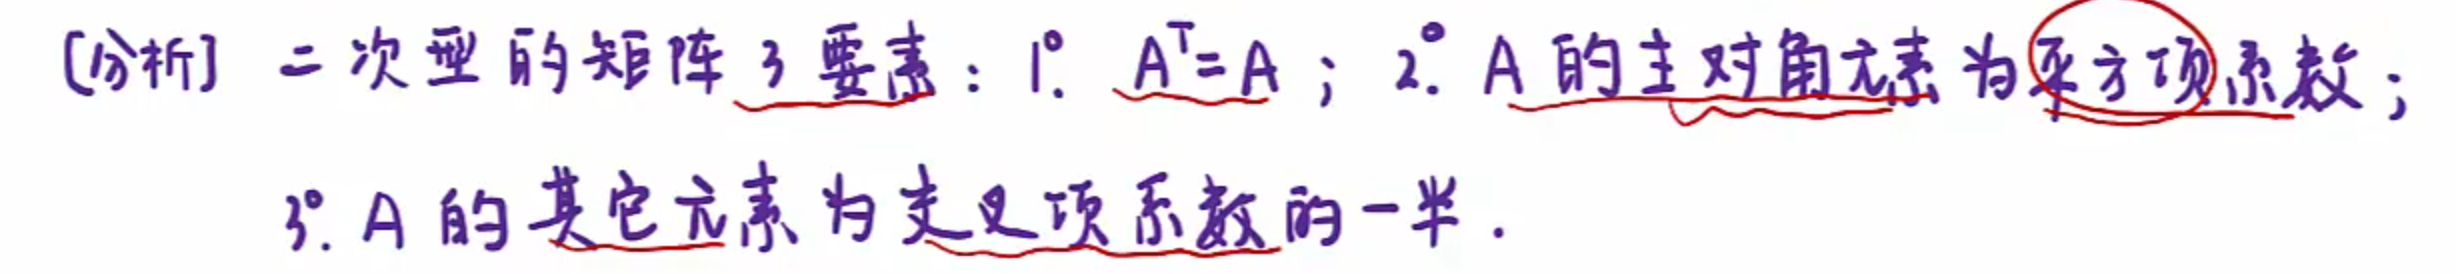 [分析] 二次型的矩阵3要素：1°. Aᵀ=A；2°. A的主对角元素为平方项系数；
3°. A的其它元素为交叉项系数的一半.